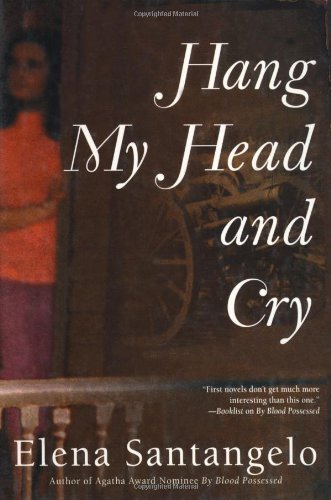 Hang
My Head
and
Cry
"First novels don't get much more
interesting than this one."
—Booklist on By Blood Possessed
Elena Santangelo
Author of Agatha Award Nominee By Blood Possessed